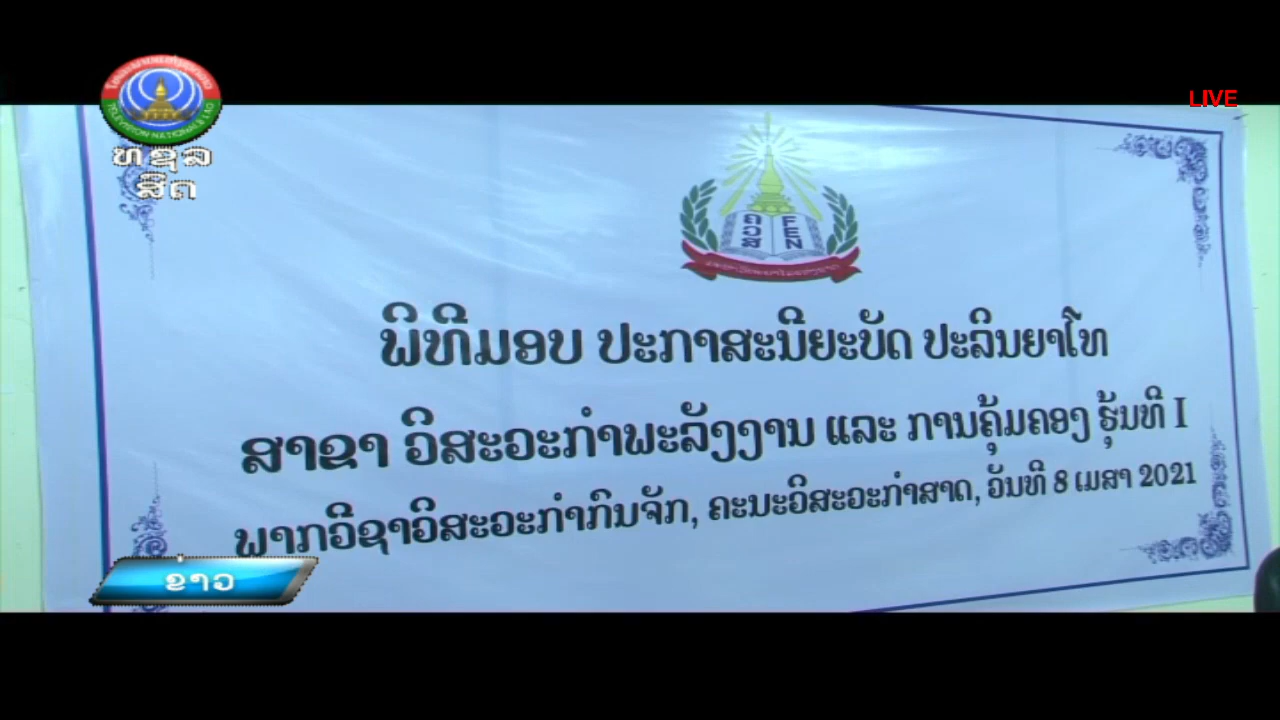 LIVE
ທຊລ
ສົດ
ຄວສ
FEN
ພິທີມອບ ປະກາສະນີຍະບັດ ປະລິນຍາໂທ
ສາຂາ ວິສະວະກຳພະລັງງານ ແລະ ການຄຸ້ມຄອງ ຮຸ້ນທີ I
ພາກວິຊາວິສະວະກຳກົນຈັກ, ຄະນະວິສະວະກຳສາດ, ວັນທີ 8 ເມສາ 2021
ຂ່າວ